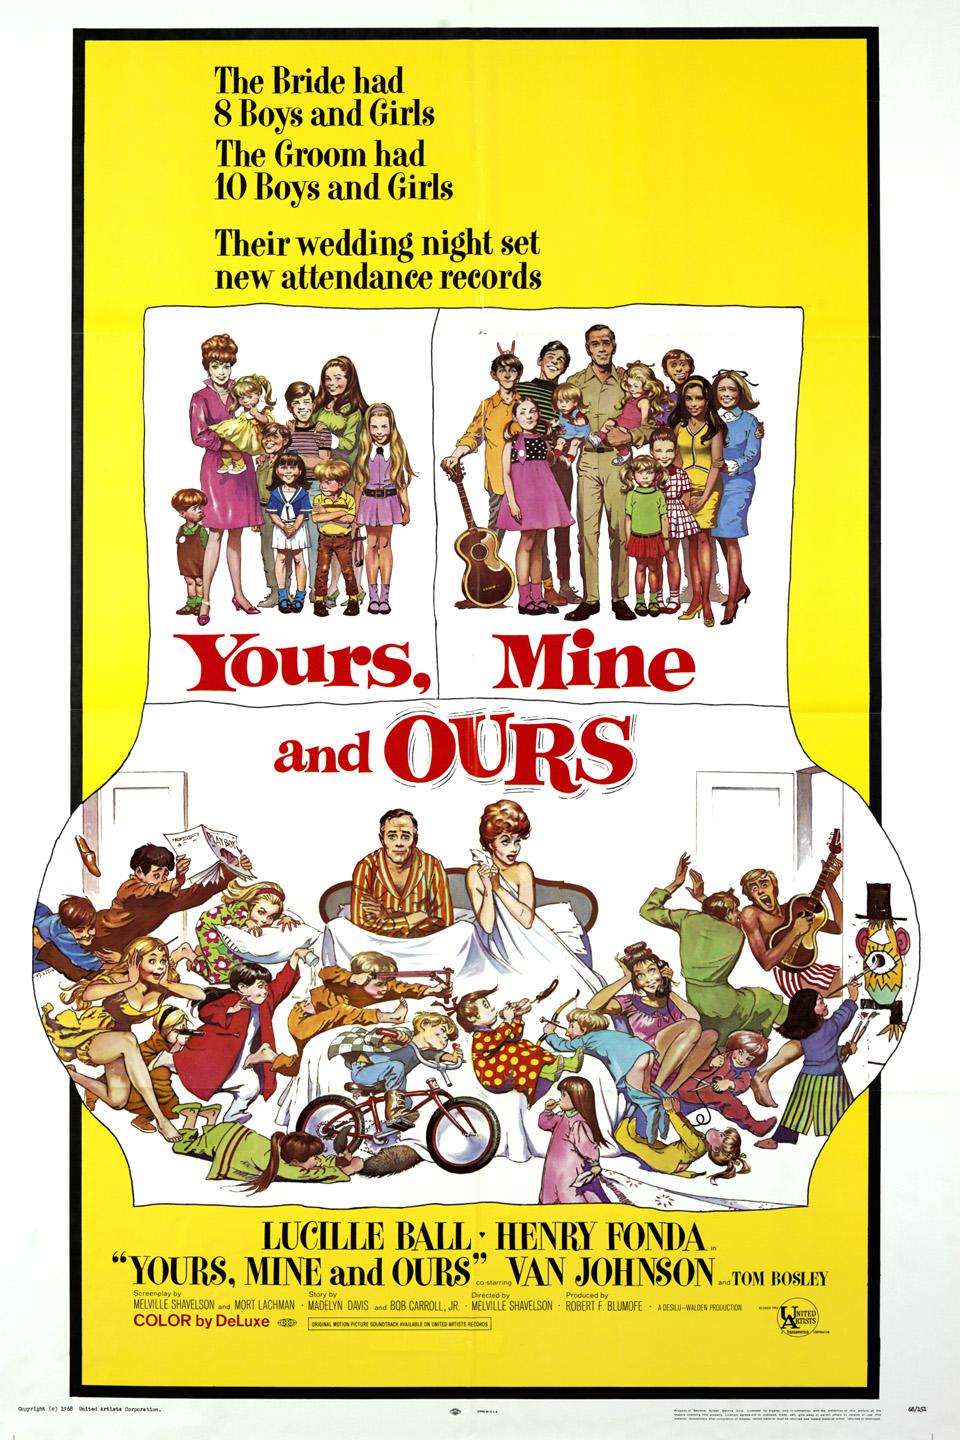 The Bride had
8 Boys and Girls
The Groom had
10 Boys and Girls
Their wedding night set
new attendance records
Yours, Mine
and OURS
PLAYBOY
LUCILLE BALL · HENRY FONDA in
"YOURS, MINE and OURS" co-starring VAN JOHNSON and TOM BOSLEY
Screenplay by
MELVILLE SHAVELSON and MORT LACHMAN ·
Story by
MADELYN DAVIS and BOB CARROLL, JR. ·
Directed by
MELVILLE SHAVELSON ·
Produced by
ROBERT F. BLUMOFE · A DESILU-WALDEN PRODUCTION
COLOR by DeLuxe
ORIGINAL MOTION PICTURE SOUNDTRACK AVAILABLE ON UNITED ARTISTS RECORDS
UNITED
ARTISTS
Transamerica
Copyright (c) 1968 United Artists Corporation.
68/151